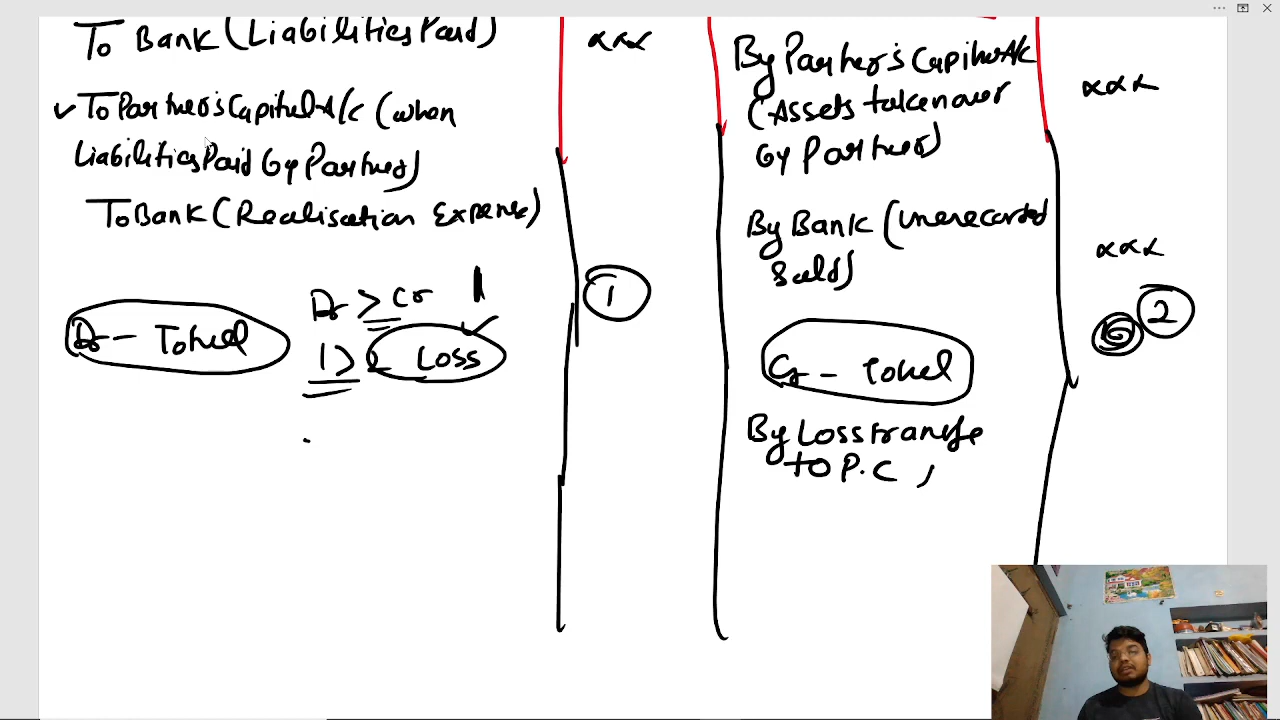 To Bank (Liabilities Paid)
✓ To Partner's Capital A/c (when
Liabilities Paid By Partner)
To Bank (Realisation Expense)
Dr > Cr 1
1 > 2 Loss
Dr - Total
1
By Partner's Capital A/c
(Assets taken over
by Partner)
By Bank (unrecorded
Sold)
Cr - Total
By Loss transfe
to P.C,
xxx
xxx
xxx
2